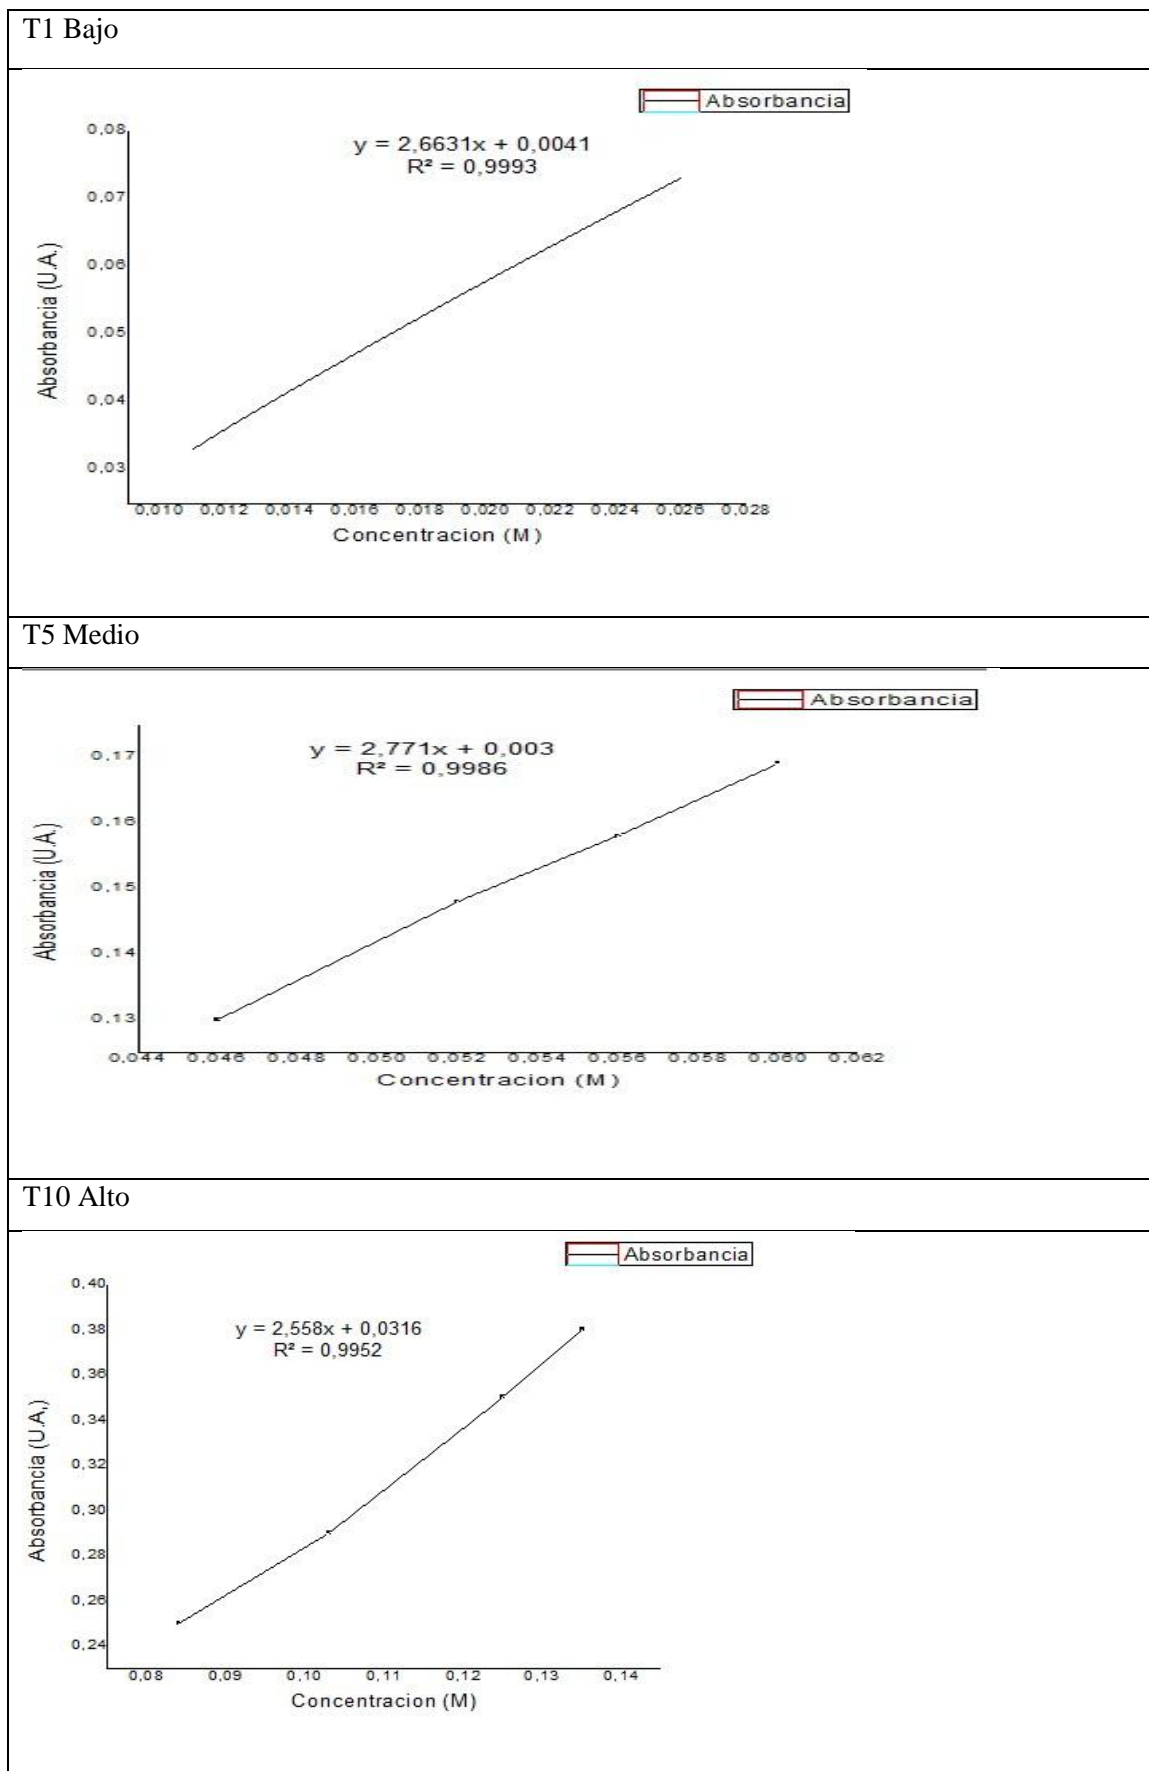 T1 Bajo
Absorbancia
y = 2,6631x + 0,0041
R² = 0,9993
0,08
0,07
0,06
0,05
0,04
0,03
Absorbancia (U.A.)
0,010 0,012 0,014 0,016 0,018 0,020 0,022 0,024 0,026 0,028
Concentracion (M)
T5 Medio
Absorbancia
y = 2,771x + 0,003
R² = 0,9986
0,17
0,16
0,15
0,14
0,13
Absorbancia (U.A.)
0,044 0,046 0,048 0,050 0,052 0,054 0,056 0,058 0,060 0,062
Concentracion (M)
T10 Alto
Absorbancia
y = 2,558x + 0,0316
R² = 0,9952
0,40
0,38
0,36
0,34
0,32
0,30
0,28
0,26
0,24
Absorbancia (U.A,)
0,08 0,09 0,10 0,11 0,12 0,13 0,14
Concentracion (M)